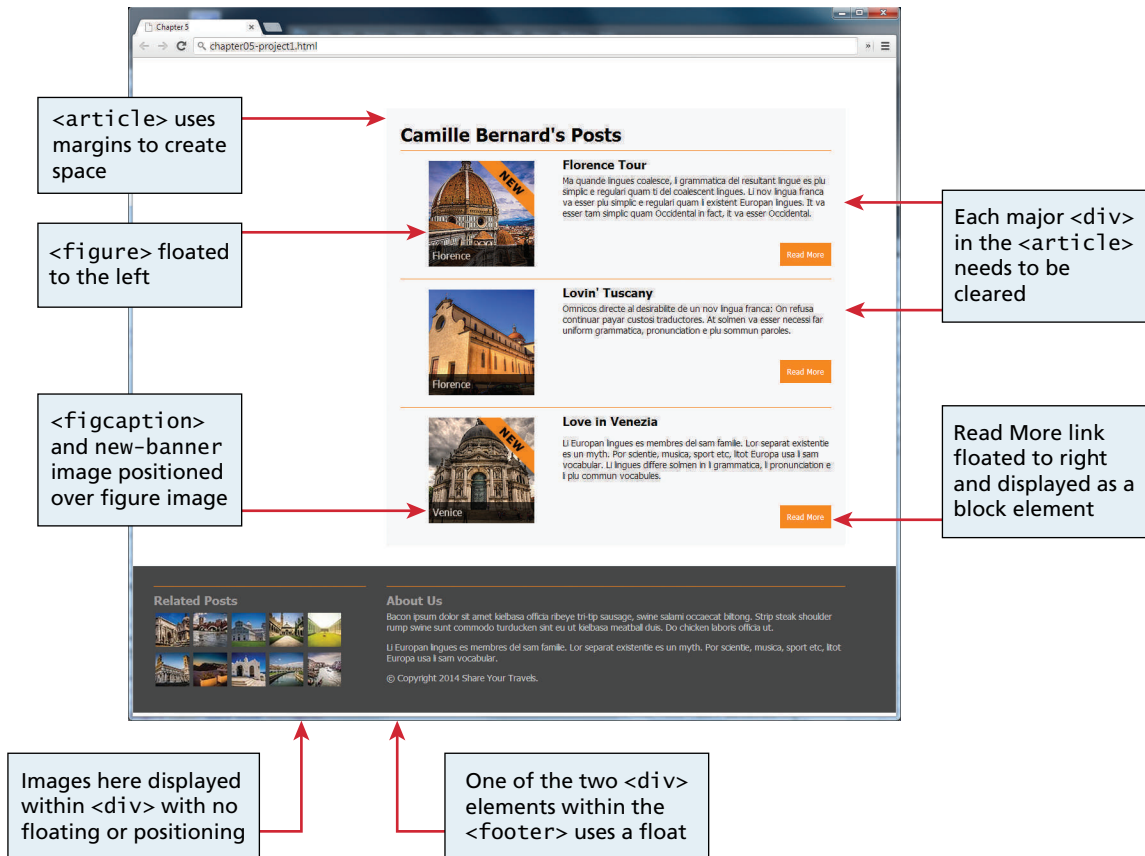 Chapter 5
chapter05-project1.html
<article> uses
margins to create
space
<figure> floated
to the left
<figcaption>
and new-banner
image positioned
over figure image
Camille Bernard's Posts
NEW
Florence
Florence Tour
Ma quande lingues coalesce, li grammatica del resultant lingue es plu
simplic e regulari quam ti del coalescent lingues. Li nov lingua franca
va esser plu simplic e regulari quam li existent Europan lingues. It va
esser tam simplic quam Occidental in fact, it va esser Occidental.
Read More
Florence
Lovin' Tuscany
Omnicos directe al desirabilite de un nov lingua franca: On refusa
continuar payar custosi traductores. At solmen va esser necessi far
uniform grammatica, pronunciation e plu sommun paroles.
Read More
NEW
Venice
Love in Venezia
Li Europan lingues es membres del sam familie. Lor separat existentie
es un myth. Por scientie, musica, sport etc, litot Europa usa li sam
vocabular. Li lingues differe solmen in li grammatica, li pronunciation e
li plu commun vocabules.
Read More
Each major <div>
in the <article>
needs to be
cleared
Read More link
floated to right
and displayed as a
block element
Related Posts
About Us
Bacon ipsum dolor sit amet kielbasa officia ribeye tri-tip sausage, swine salami occaecat biltong. Strip steak shoulder
rump swine sunt commodo turducken sint eu ut kielbasa meatball duis. Do chicken laboris officia ut.
Li Europan lingues es membres del sam familie. Lor separat existentie es un myth. Por scientie, musica, sport etc, litot
Europa usa li sam vocabular.
© Copyright 2014 Share Your Travels.
Images here displayed
within <div> with no
floating or positioning
One of the two <div>
elements within the
<footer> uses a float